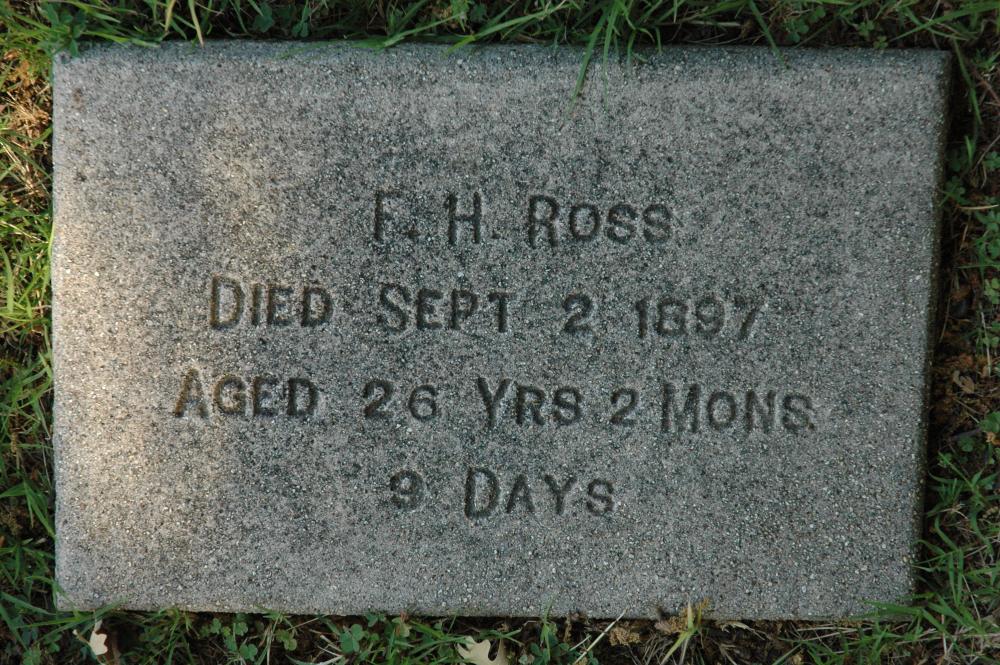 F. H. ROSS
DIED SEPT 2 1897
AGED 26 YRS 2 MONS.
9 DAYS